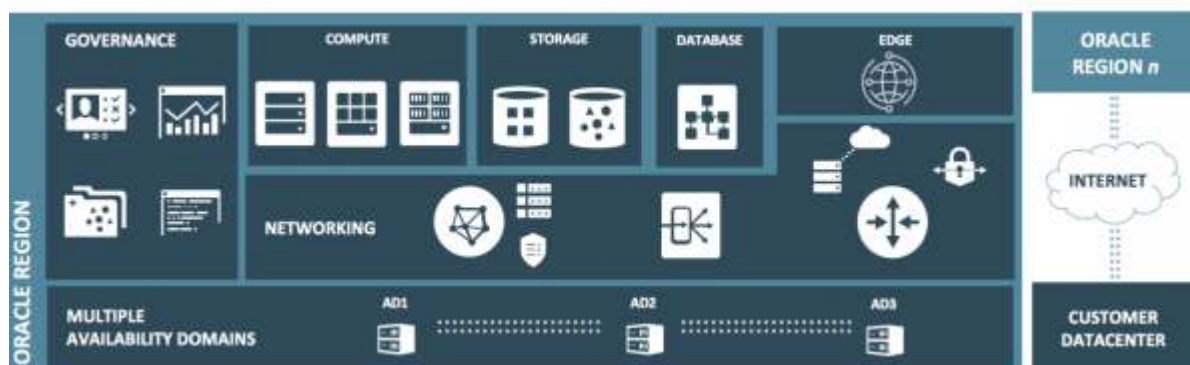 ORACLE REGION
GOVERNANCE
COMPUTE
STORAGE
DATABASE
EDGE
NETWORKING
MULTIPLE
AVAILABILITY DOMAINS
AD1
AD2
AD3
ORACLE
REGION n
INTERNET
CUSTOMER
DATACENTER